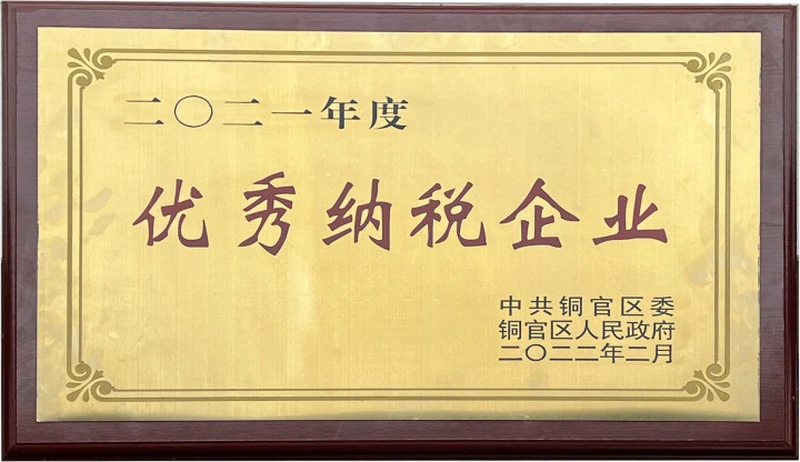 二〇二一年度
优秀纳税企业
中共铜官区委
铜官区人民政府
二〇二二年二月